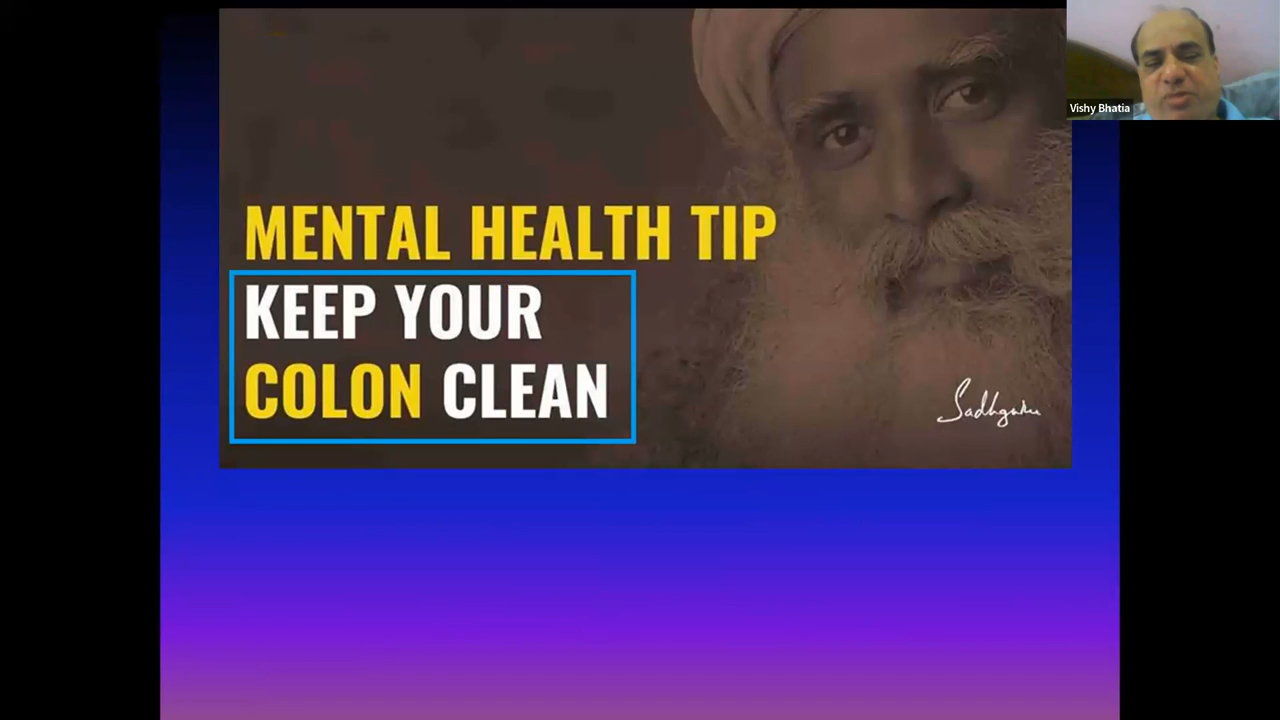 Vishy Bhatia
MENTAL HEALTH TIP
KEEP YOUR
COLON CLEAN
Sadhguru